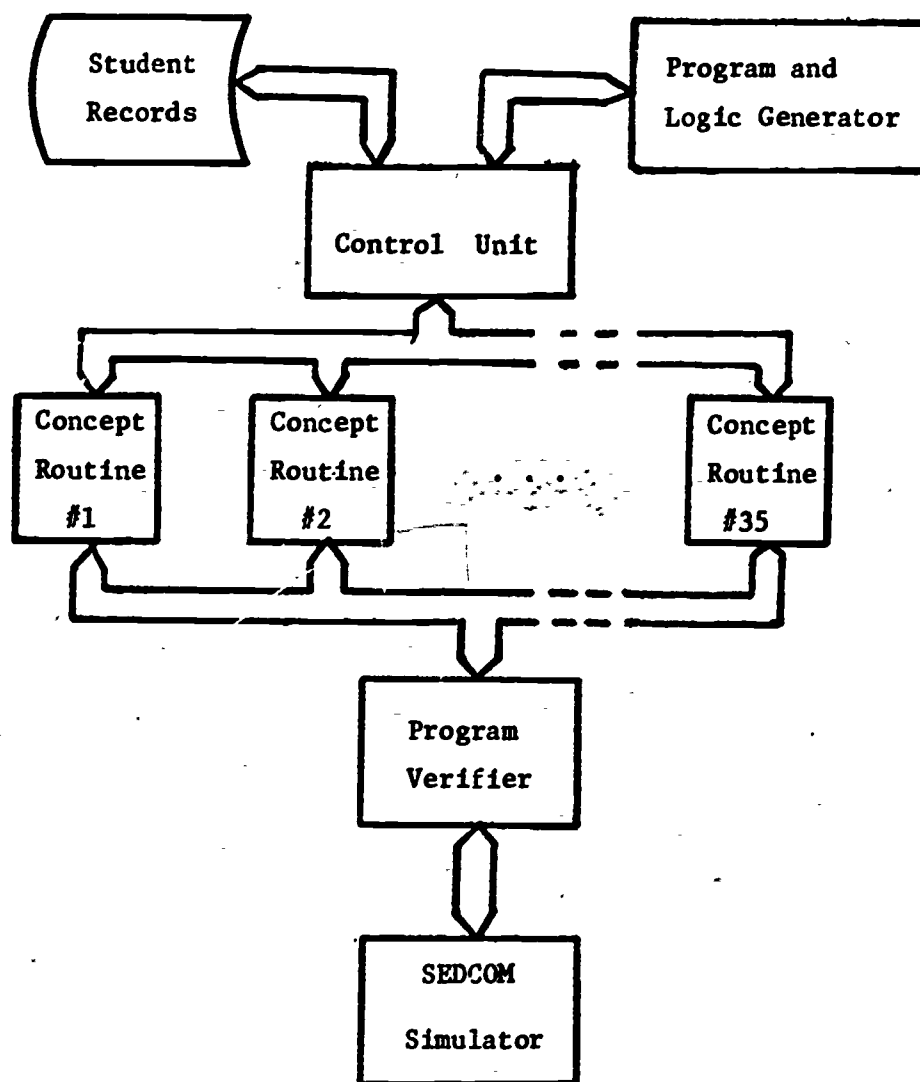 Student
Records
Program and
Logic Generator
Control Unit
Concept
Routine
#1
Concept
Routine
#2
. . .
Concept
Routine
#35
Program
Verifier
SEDCOM
Simulator